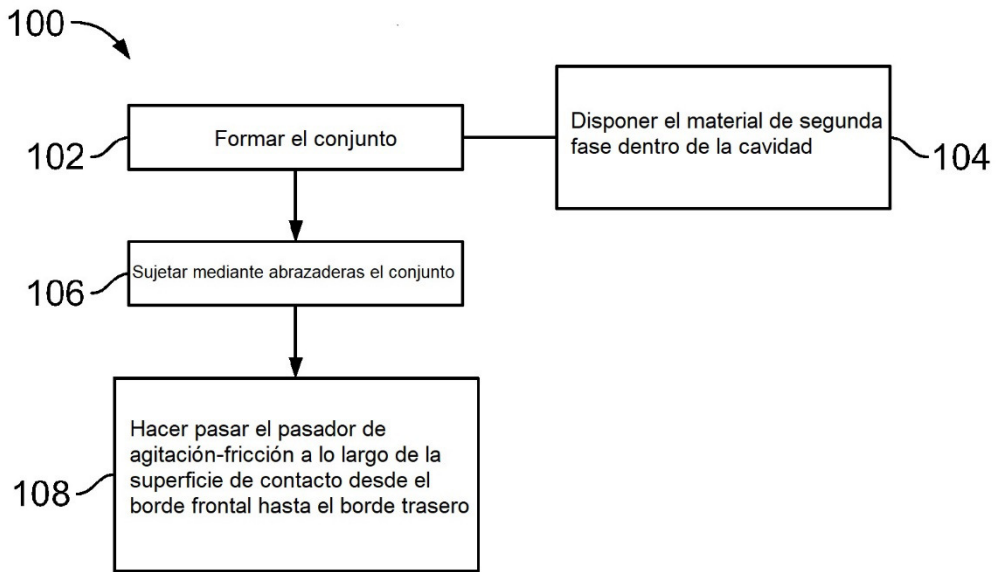 100
Formar el conjunto
102
Disponer el material de segunda
fase dentro de la cavidad
104
Sujetar mediante abrazaderas el conjunto
106
Hacer pasar el pasador de
agitación-fricción a lo largo de la
superficie de contacto desde el
borde frontal hasta el borde trasero
108